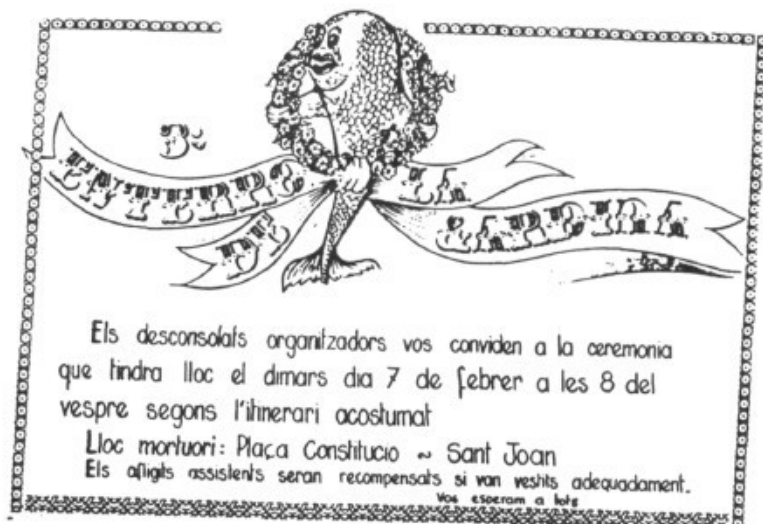 Els desconsolats organitzadors vos conviden a la ceremonia
que tindra lloc el dimars dia 7 de febrer a les 8 del
vespre segons l'itinerari acostumat
Lloc mortuori: Plaça Constitucio ~ Sant Joan
Els afligits assistents seran recompensats si van vestits adequadament.
Vos esperam a tots